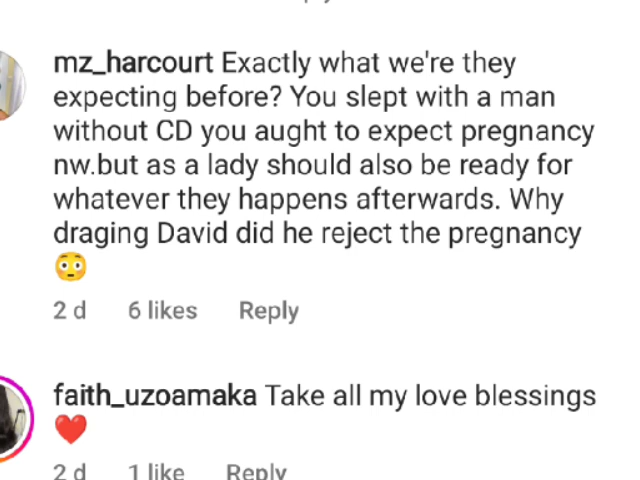 mz_harcourt Exactly what we're they
expecting before? You slept with a man
without CD you aught to expect pregnancy
nw.but as a lady should also be ready for
whatever they happens afterwards. Why
draging David did he reject the pregnancy
😳
2 d 6 likes Reply
faith_uzoamaka Take all my love blessings
❤️
2 d 1 like Reply